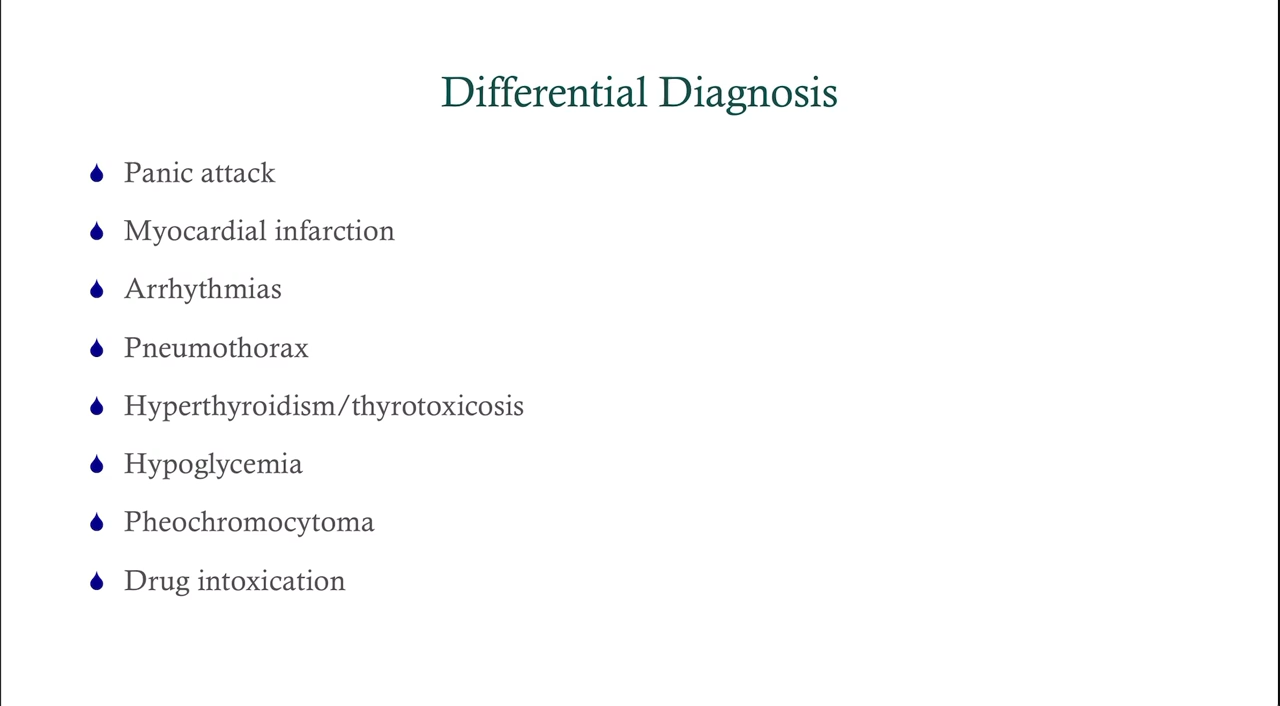 Differential Diagnosis
Panic attack
Myocardial infarction
Arrhythmias
Pneumothorax
Hyperthyroidism/thyrotoxicosis
Hypoglycemia
Pheochromocytoma
Drug intoxication